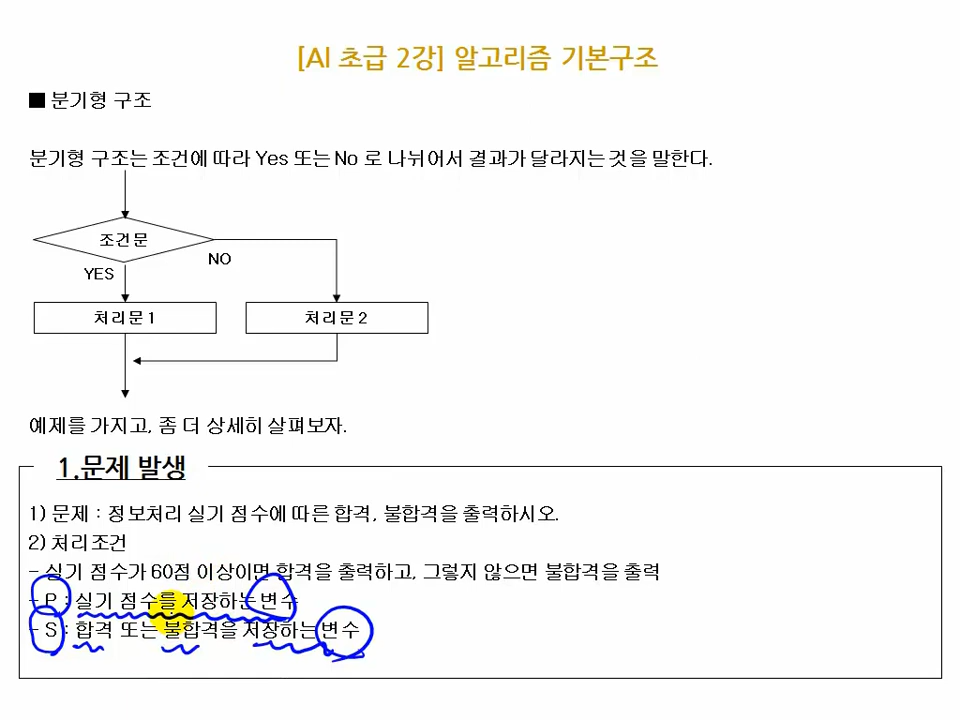 [AI 초급 2강] 알고리즘 기본구조
■ 분기형 구조
분기형 구조는 조건에 따라 Yes 또는 No 로 나뉘어서 결과가 달라지는 것을 말한다.
조건문
NO
YES
처리문1
처리문2
예제를 가지고, 좀 더 상세히 살펴보자.
1.문제 발생
1) 문제 : 정보처리 실기 점수에 따른 합격, 불합격을 출력하시오.
2) 처리조건
- 실기 점수가 60점 이상이면 합격을 출력하고, 그렇지 않으면 불합격을 출력
- P : 실기 점수를 저장하는 변수
- S : 합격 또는 불합격을 저장하는 변수